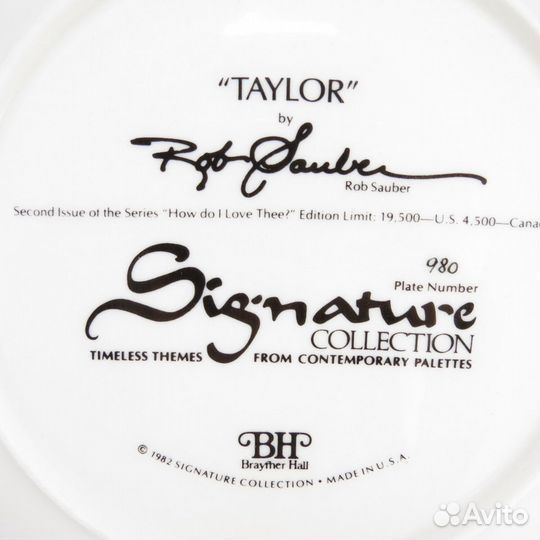 “TAYLOR”
by
Rob Sauber
Rob Sauber
Second Issue of the Series “How do I Love Thee?” Edition Limit: 19,500—U.S. 4,500—Cana
980
Plate Number
Signature
COLLECTION
TIMELESS THEMES FROM CONTEMPORARY PALETTES
BH
Brayther Hall
© 1982 SIGNATURE COLLECTION • MADE IN U.S.A.
Avito